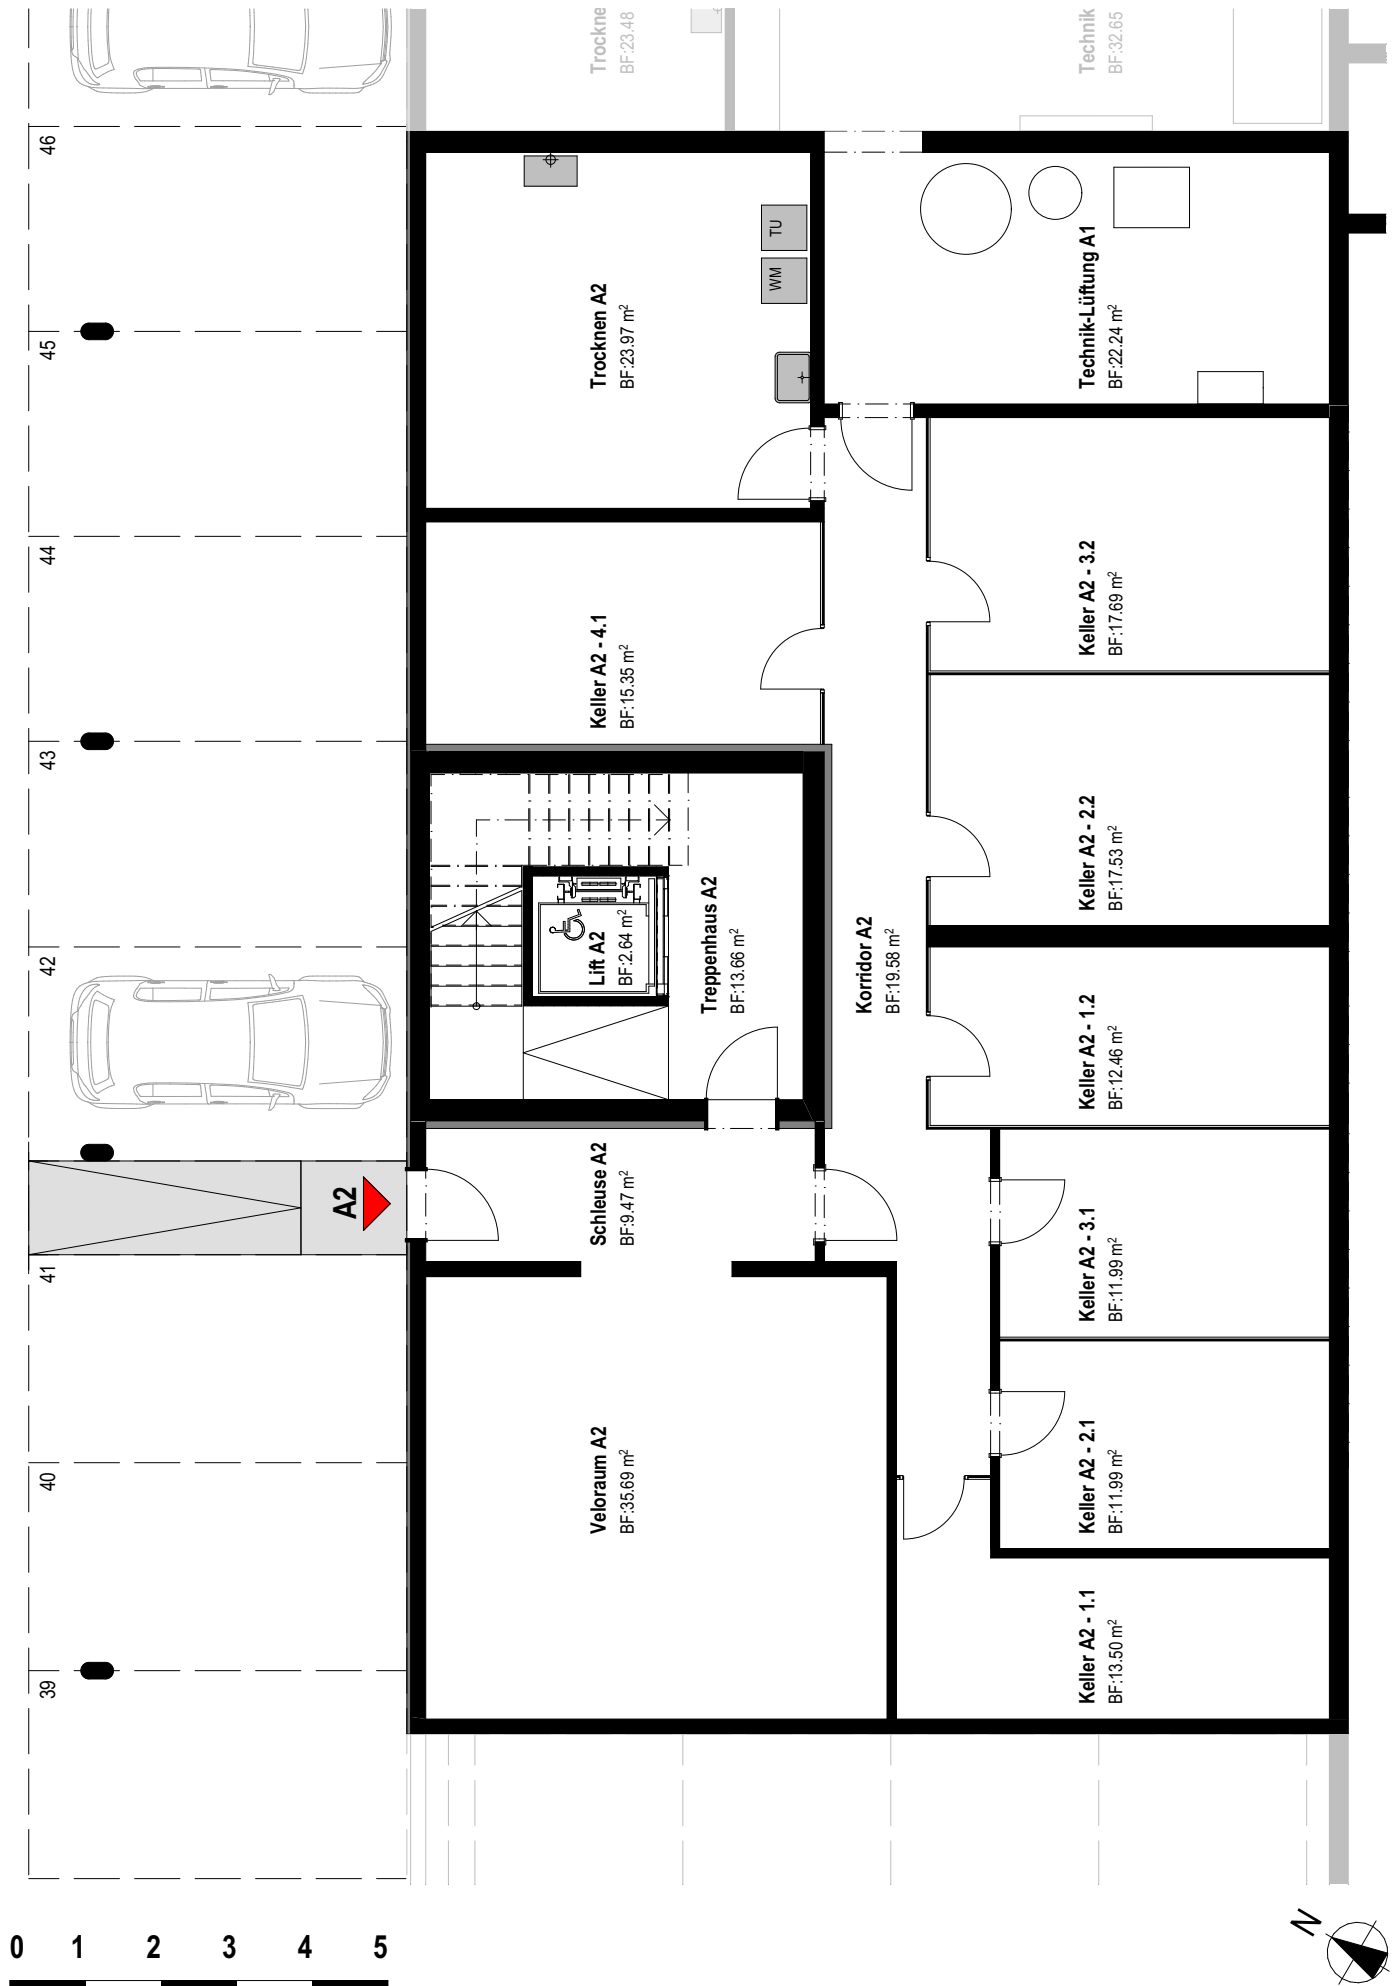 Trockne
BF:23.48
Technik
BF:32.65
46
45
44
43
42
41
40
39
TU
WM
Trocknen A2
BF:23.97 m²
Technik-Lüftung A1
BF:22.24 m²
Keller A2 - 4.1
BF:15.35 m²
Keller A2 - 3.2
BF:17.69 m²
Keller A2 - 2.2
BF:17.53 m²
Lift A2
BF:2.64 m²
Treppenhaus A2
BF:13.66 m²
Korridor A2
BF:19.58 m²
Keller A2 - 1.2
BF:12.46 m²
A2
Schleuse A2
BF:9.47 m²
Keller A2 - 3.1
BF:11.99 m²
Veloraum A2
BF:35.69 m²
Keller A2 - 2.1
BF:11.99 m²
Keller A2 - 1.1
BF:13.50 m²
0 1 2 3 4 5
N